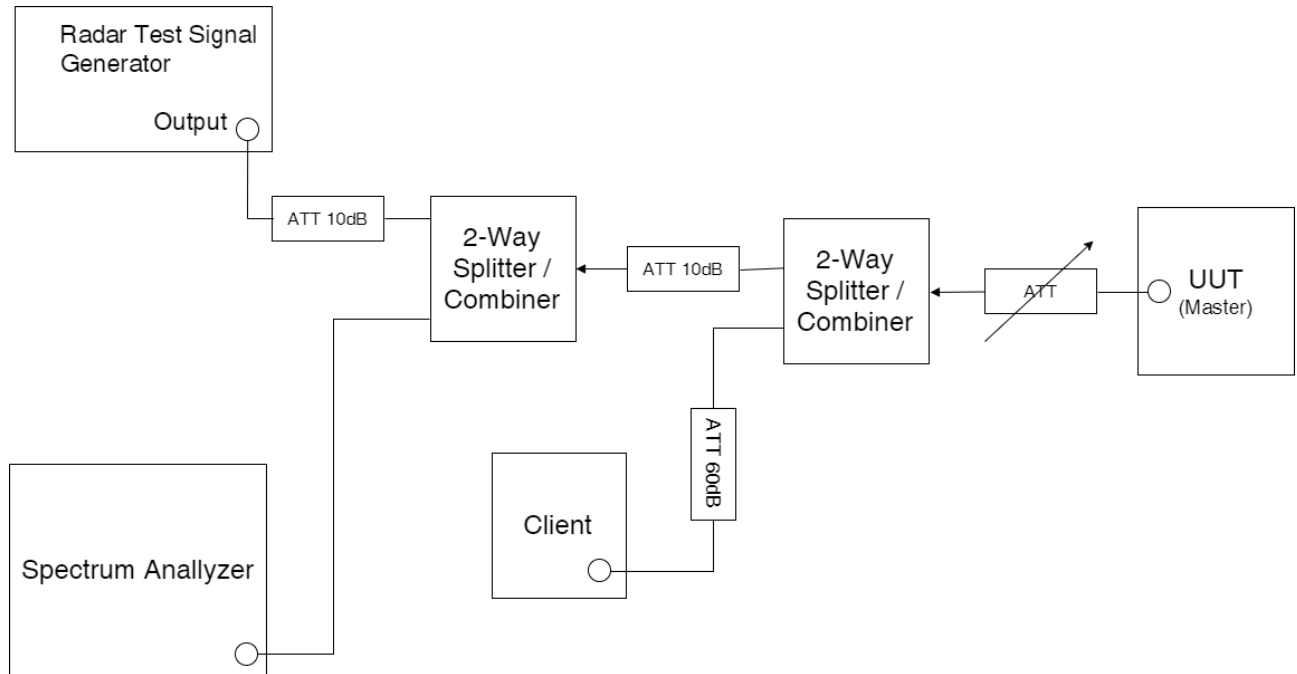 Radar Test Signal
Generator
Output
ATT 10dB
2-Way
Splitter /
Combiner
ATT 10dB
2-Way
Splitter /
Combiner
ATT
UUT
(Master)
ATT 60dB
Client
Spectrum Anallyzer